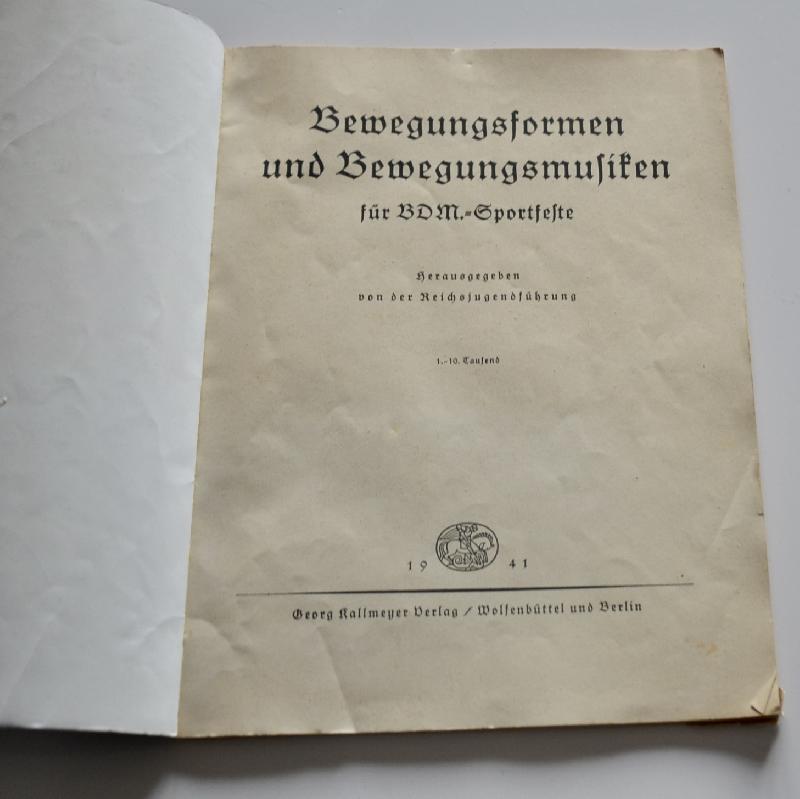 Bewegungsformen
und Bewegungsmusiken
für BDM.=Sportfeste
Herausgegeben
von der Reichsjugendführung
1.-10. Tausend
19 41
Georg Kallmeyer Verlag / Wolfenbüttel und Berlin